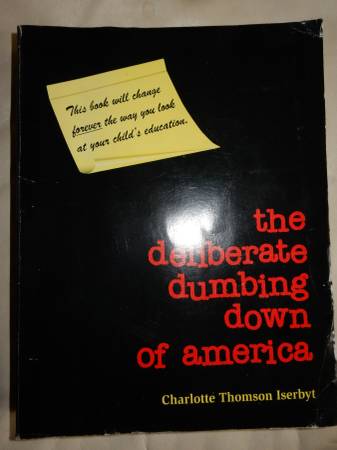 This book will change
forever the way you look
at your child's education.
the
deliberate
dumbing
down
of america
Charlotte Thomson Iserbyt